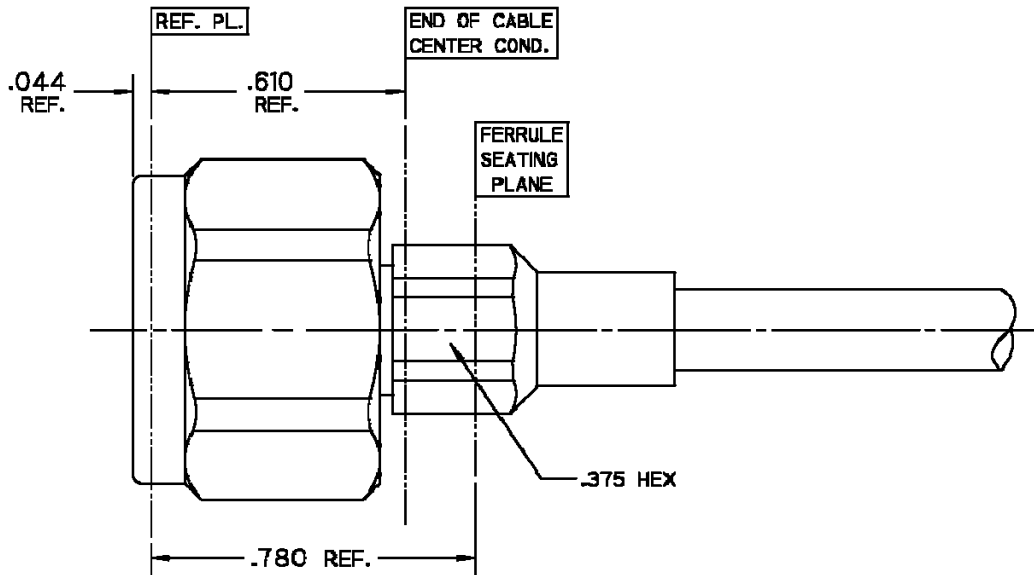 REF. PL.
END OF CABLE
CENTER COND.
.044
REF.
.610
REF.
FERRULE
SEATING
PLANE
.375 HEX
.780 REF.